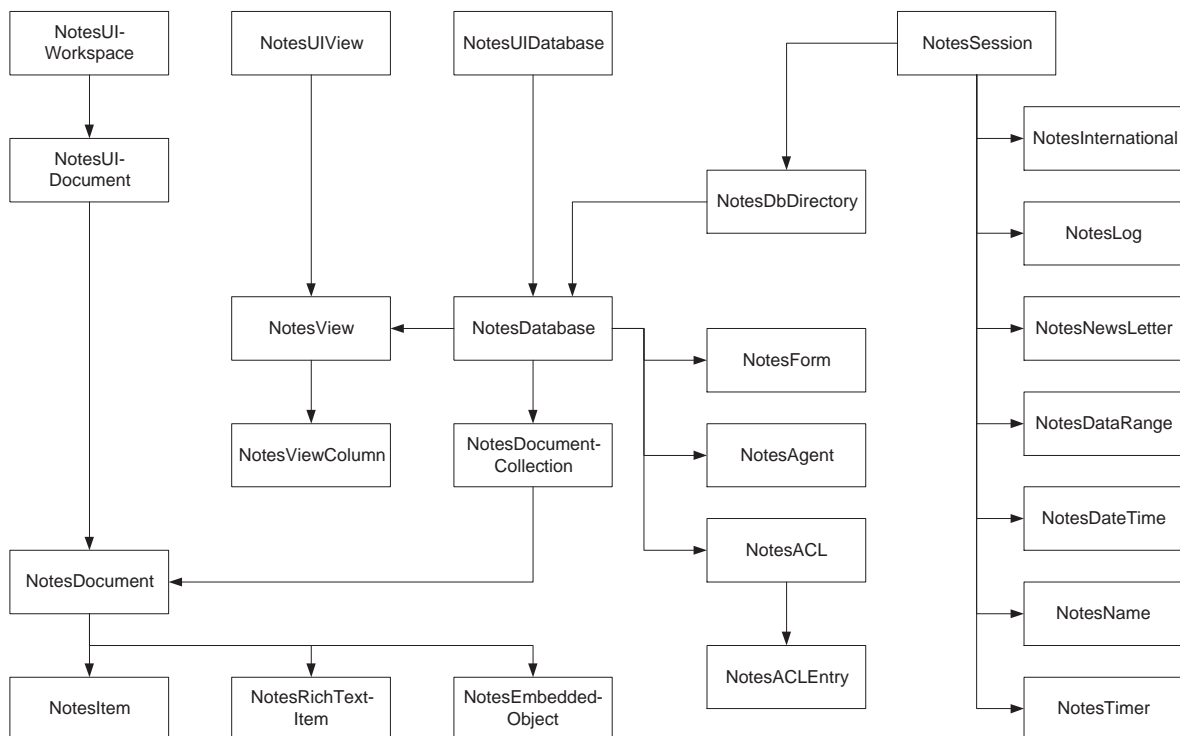 NotesUI-
Workspace
NotesUIView
NotesUIDatabase
NotesSession
NotesInternational
NotesUI-
Document
NotesDbDirectory
NotesLog
NotesView
NotesDatabase
NotesNewsLetter
NotesForm
NotesDataRange
NotesViewColumn
NotesDocument-
Collection
NotesAgent
NotesDateTime
NotesACL
NotesDocument
NotesName
NotesACLEntry
NotesItem
NotesRichText-
Item
NotesEmbedded-
Object
NotesTimer